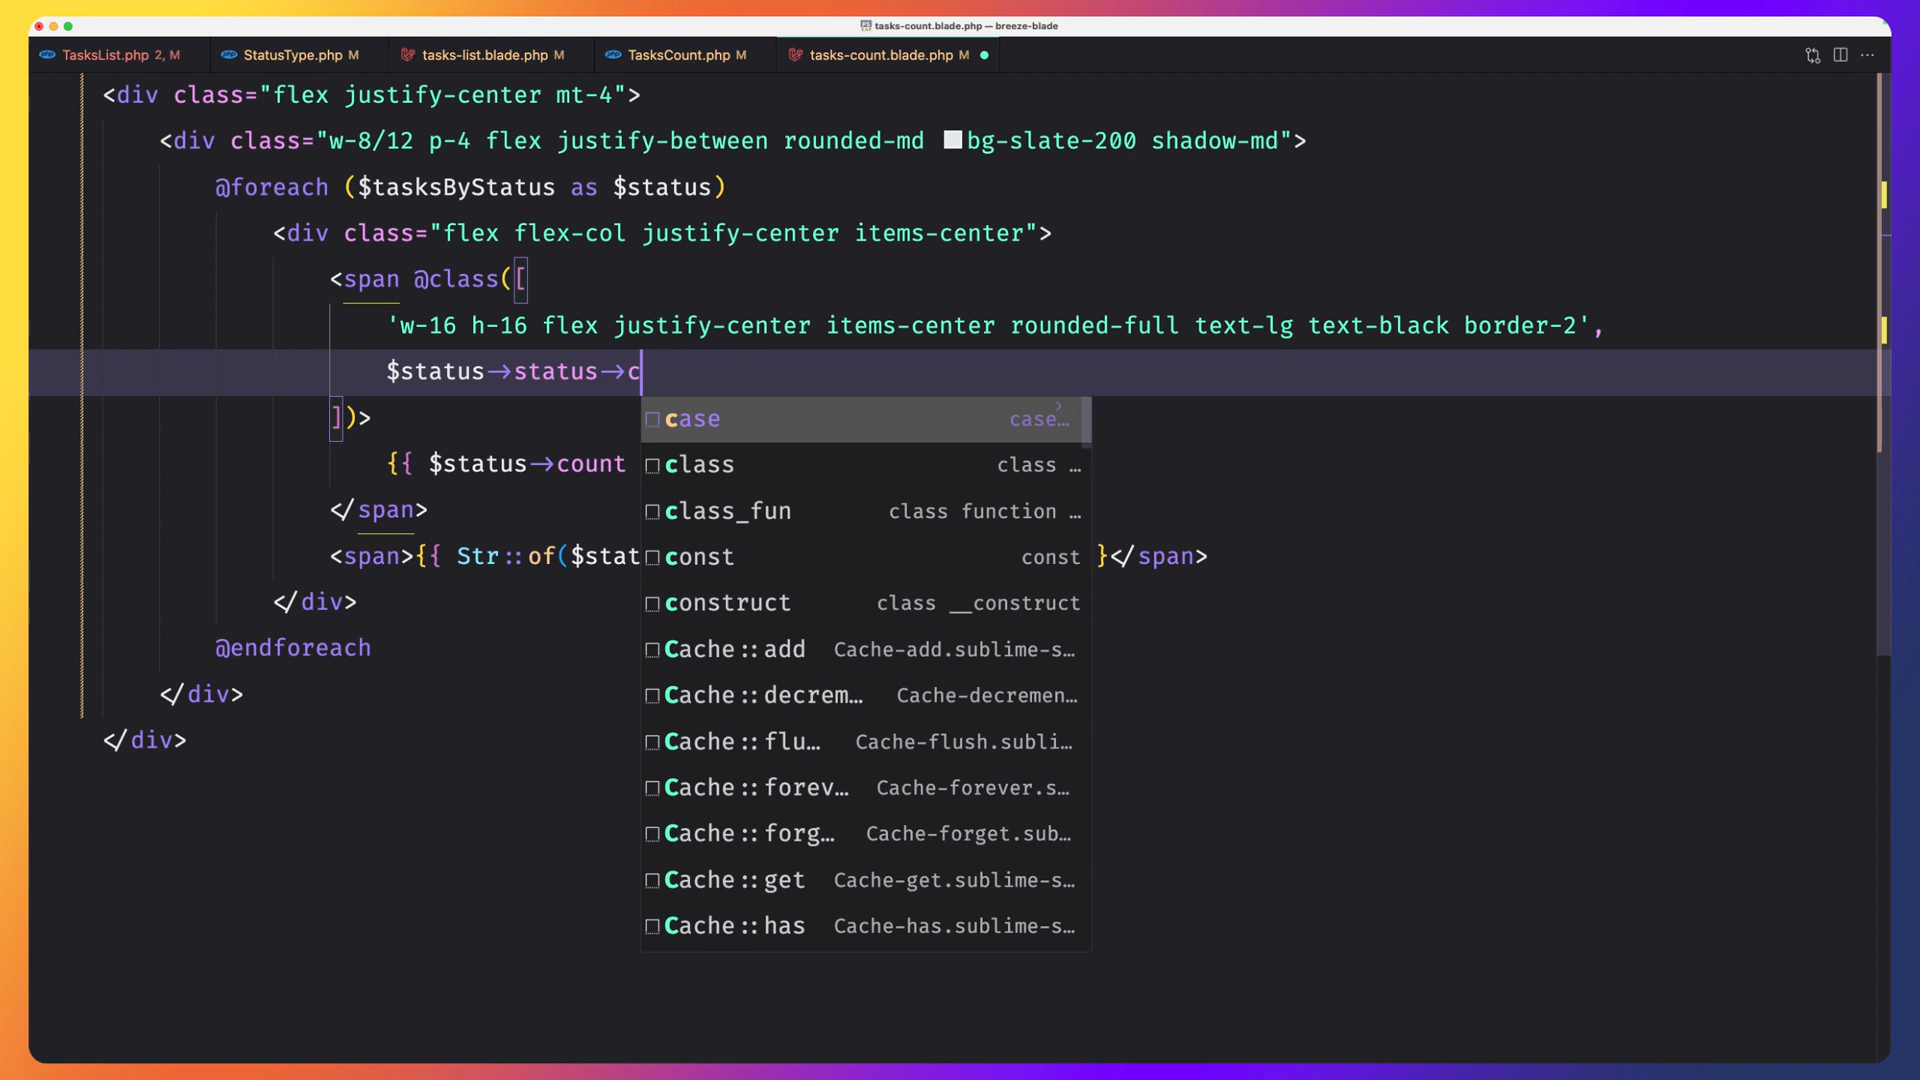 tasks-count.blade.php — breeze-blade
TasksList.php 2, M
StatusType.php M
tasks-list.blade.php M
TasksCount.php M
tasks-count.blade.php M
<div class="flex justify-center mt-4">
<div class="w-8/12 p-4 flex justify-between rounded-md bg-slate-200 shadow-md">
@foreach ($tasksByStatus as $status)
<div class="flex flex-col justify-center items-center">
<span @class([
'w-16 h-16 flex justify-center items-center rounded-full text-lg text-black border-2',
$status->status->c
])>
case case…
{{ $status->count
class class …
</span>
class_fun class function …
<span>{{ Str::of($stat
const const
}</span>
</div>
construct class __construct
@endforeach
Cache::add Cache-add.sublime-s…
</div>
Cache::decrem… Cache-decremen…
</div>
Cache::flu… Cache-flush.subli…
Cache::forev… Cache-forever.s…
Cache::forg… Cache-forget.sub…
Cache::get Cache-get.sublime-s…
Cache::has Cache-has.sublime-s…